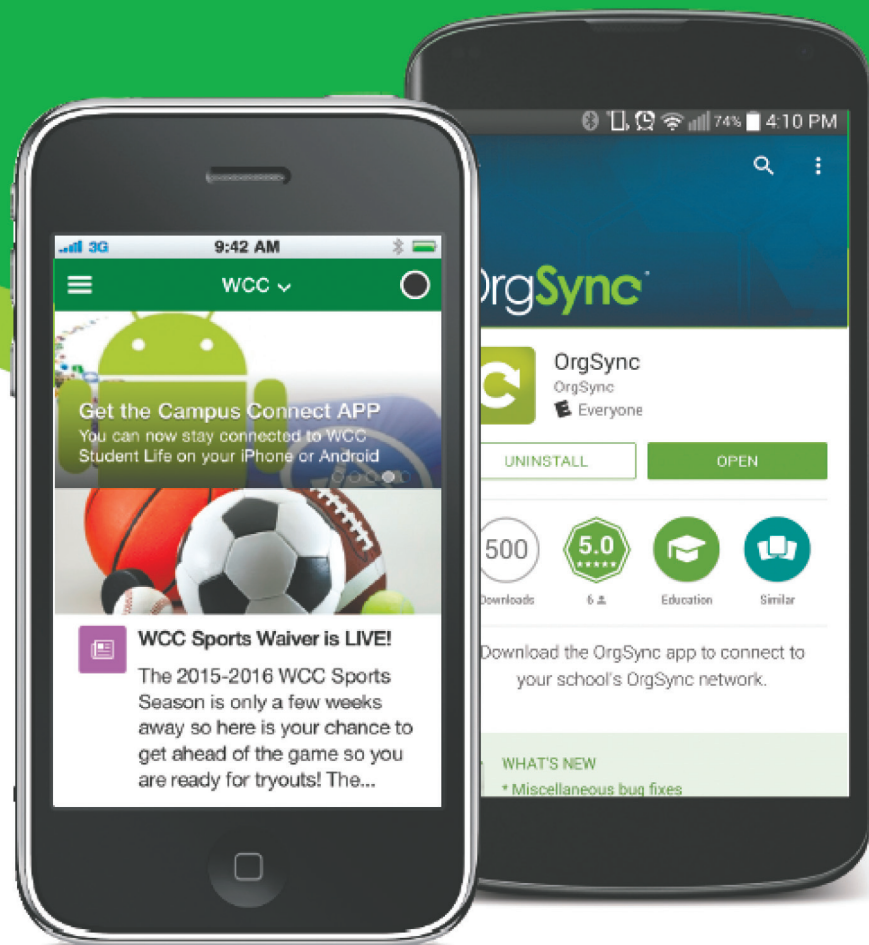 3G 9:42 AM
WCC
Get the Campus Connect APP
You can now stay connected to WCC
Student Life on your iPhone or Android
WCC Sports Waiver is LIVE!
The 2015-2016 WCC Sports
Season is only a few weeks
away so here is your chance to
get ahead of the game so you
are ready for tryouts! The...
74% 4:10 PM
OrgSync
OrgSync
OrgSync
Everyone
UNINSTALL OPEN
500 5.0
Downloads 6 Education Similar
Download the OrgSync app to connect to
your school's OrgSync network.
WHAT'S NEW
* Miscellaneous bug fixes